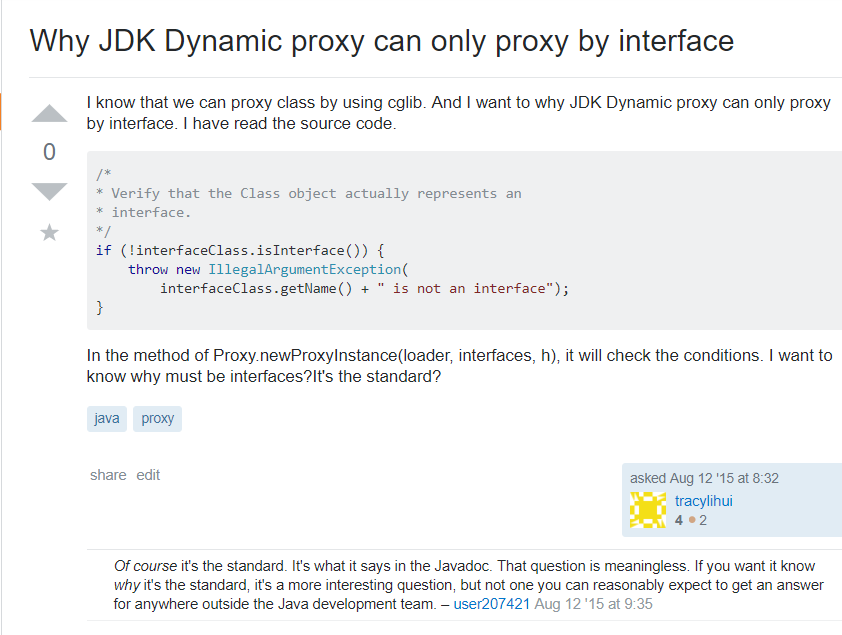 Why JDK Dynamic proxy can only proxy by interface
I know that we can proxy class by using cglib. And I want to why JDK Dynamic proxy can only proxy
by interface. I have read the source code.
0
/*
* Verify that the Class object actually represents an
* interface.
*/
if (!interfaceClass.isInterface()) {
    throw new IllegalArgumentException(
        interfaceClass.getName() + " is not an interface");
}
In the method of Proxy.newProxyInstance(loader, interfaces, h), it will check the conditions. I want to
know why must be interfaces?It's the standard?
java proxy
share edit
asked Aug 12 '15 at 8:32
tracylihui
4 2
Of course it's the standard. It's what it says in the Javadoc. That question is meaningless. If you want it know
why it's the standard, it's a more interesting question, but not one you can reasonably expect to get an answer
for anywhere outside the Java development team. – user207421 Aug 12 '15 at 9:35